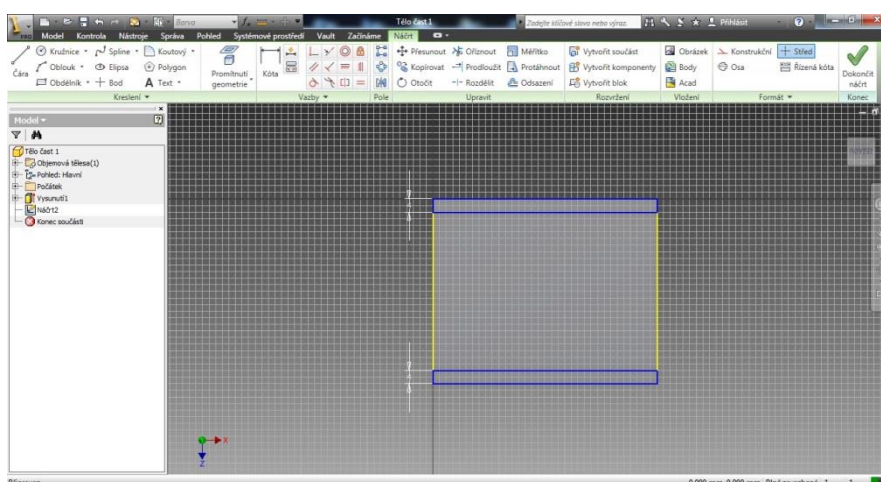 Barva
Tělo část 1
Zadejte klíčové slovo nebo výraz.
Přihlásit
PRO
Model Kontrola Nástroje Správa Pohled Systémové prostředí Vault Začínáme Náčrt
Kružnice Spline Koutový Přesunout Oříznout Měřítko Vytvořit součást Obrázek Konstrukční Střed
Čára Oblouk Elipsa Polygon Promítnutí geometrie Kóta Kopírovat Prodloužit Protáhnout Vytvořit komponenty Body Osa Řízená kóta Dokončit náčrt
Obdélník Bod A Text Otočit Rozdělit Odsazení Vytvořit blok Acad
Kreslení Vazby Pole Upravit Rozvržení Vložení Formát Konec
Model
Tělo část 1
Objemová tělesa(1)
Pohled: Hlavní
Počátek
Vysunutí1
Náčrt2
Konec součásti
X
Z